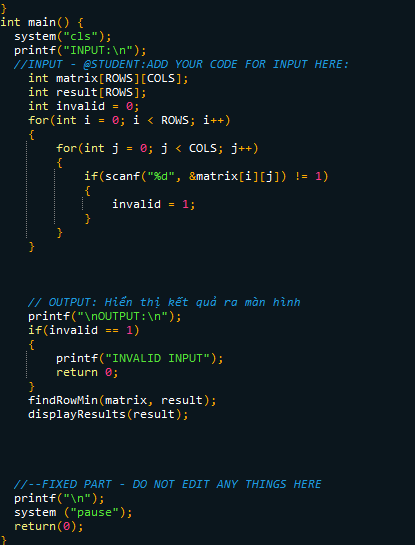 }
int main() {
  system("cls");
  printf("INPUT:\n");
  //INPUT - @STUDENT:ADD YOUR CODE FOR INPUT HERE:
    int matrix[ROWS][COLS];
    int result[ROWS];
    int invalid = 0;
    for(int i = 0; i < ROWS; i++)
    {
        for(int j = 0; j < COLS; j++)
        {
            if(scanf("%d", &matrix[i][j]) != 1)
            {
                invalid = 1;
            }
        }
    }
    // OUTPUT: Hiển thị kết quả ra màn hình
    printf("\nOUTPUT:\n");
    if(invalid == 1)
    {
        printf("INVALID INPUT");
        return 0;
    }
    findRowMin(matrix, result);
    displayResults(result);
  //--FIXED PART - DO NOT EDIT ANY THINGS HERE
  printf("\n");
  system ("pause");
  return(0);
}